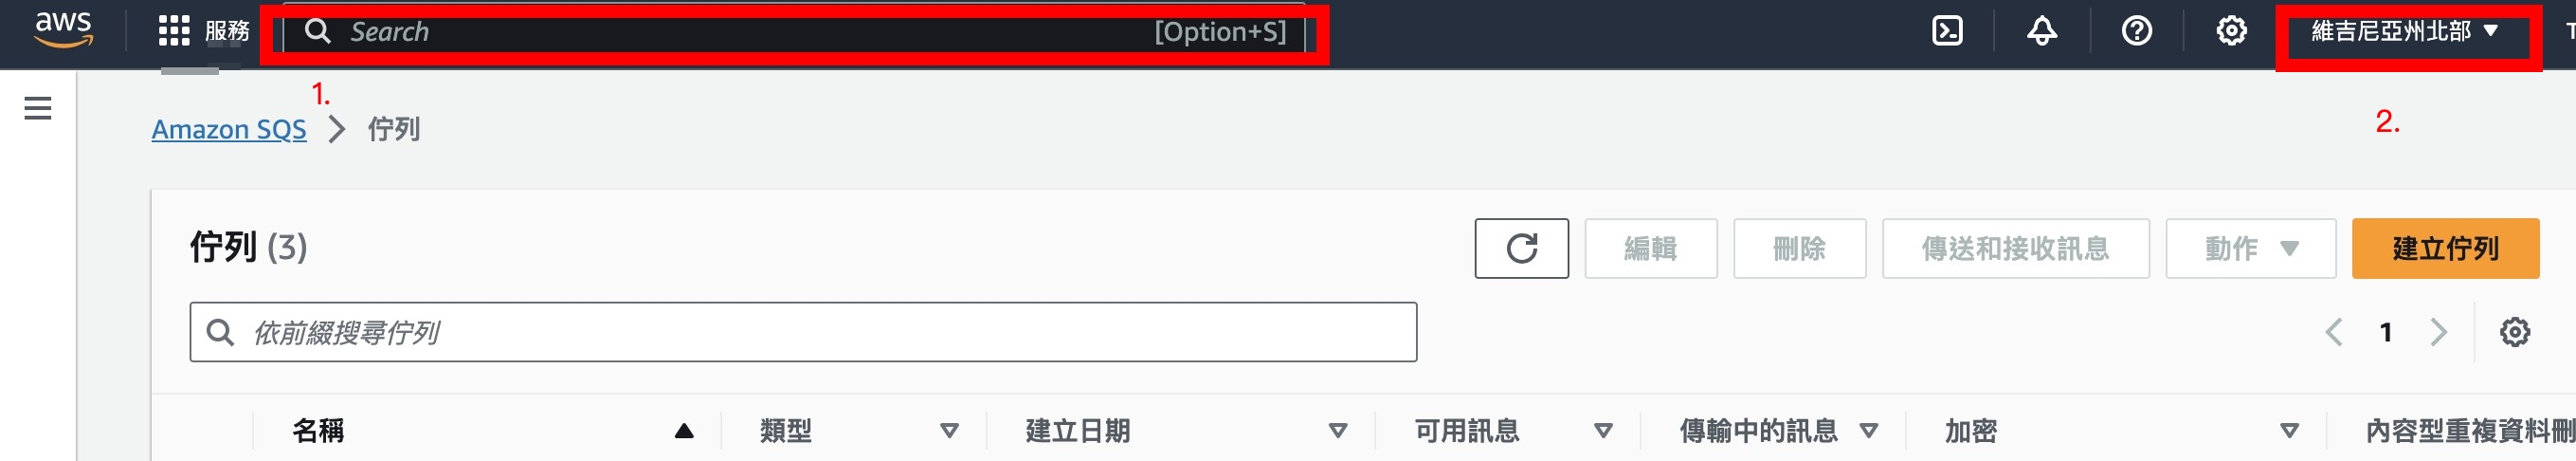 aws 服務 Search [Option+S] 維吉尼亞州北部
1.
2.
Amazon SQS 佇列
佇列 (3) 編輯 刪除 傳送和接收訊息 動作 建立佇列
依前綴搜尋佇列 1
名稱 類型 建立日期 可用訊息 傳輸中的訊息 加密 內容型重複資料刪